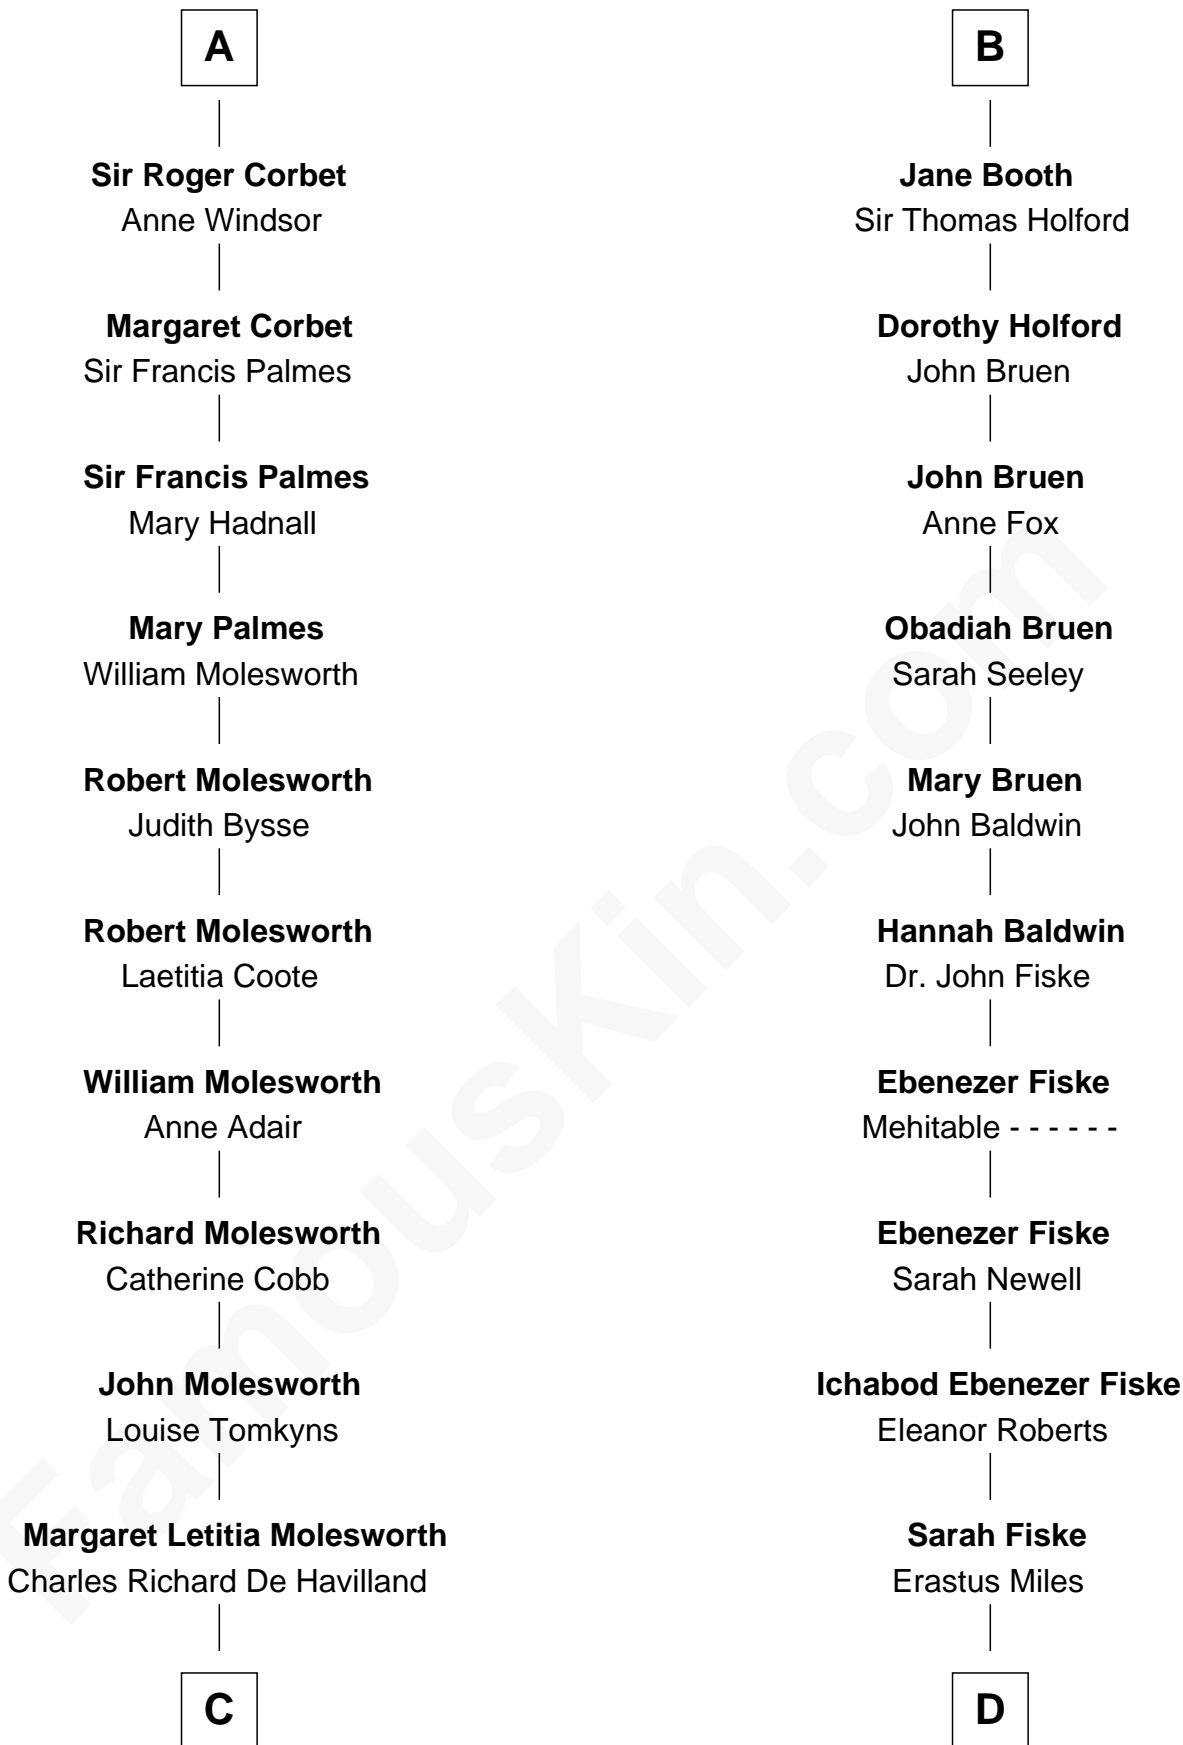 A
Sir Roger Corbet
Anne Windsor
Margaret Corbet
Sir Francis Palmes
Sir Francis Palmes
Mary Hadnall
Mary Palmes
William Molesworth
Robert Molesworth
Judith Bysse
Robert Molesworth
Laetitia Coote
William Molesworth
Anne Adair
Richard Molesworth
Catherine Cobb
John Molesworth
Louise Tomkyns
Margaret Letitia Molesworth
Charles Richard De Havilland
C
B
Jane Booth
Sir Thomas Holford
Dorothy Holford
John Bruen
John Bruen
Anne Fox
Obadiah Bruen
Sarah Seeley
Mary Bruen
John Baldwin
Hannah Baldwin
Dr. John Fiske
Ebenezer Fiske
Mehitable - - - - - -
Ebenezer Fiske
Sarah Newell
Ichabod Ebenezer Fiske
Eleanor Roberts
Sarah Fiske
Erastus Miles
D
FamousKin.com